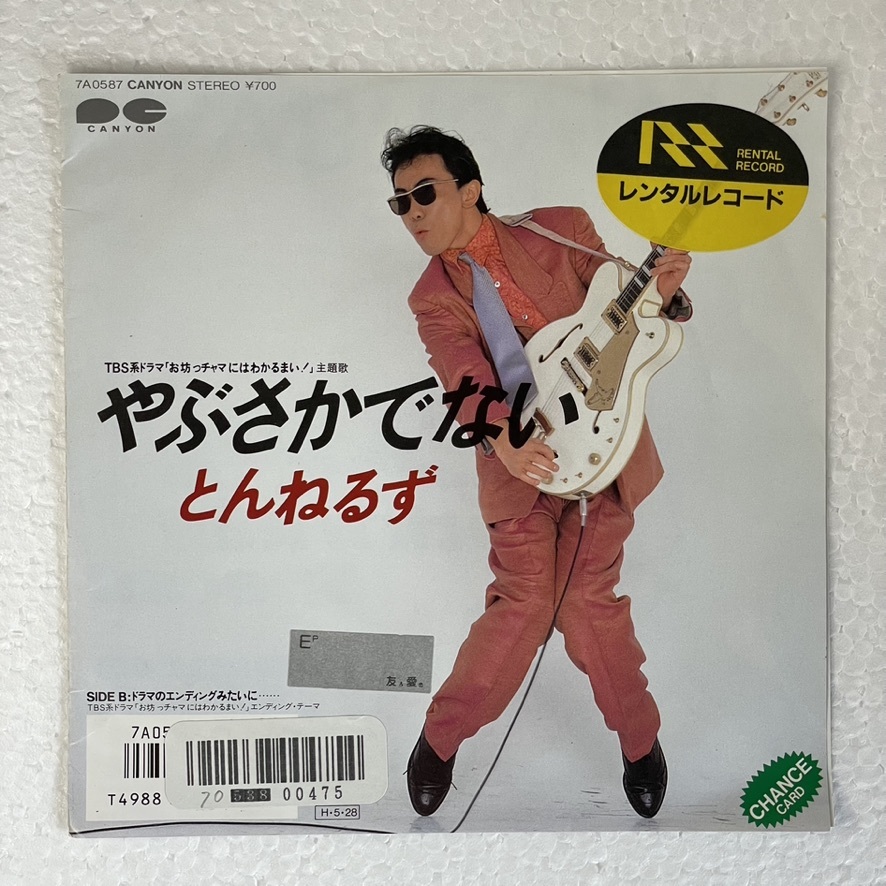 7A0587 CANYON STEREO ¥700
CANYON
RENTAL
RECORD
レンタルレコード
TBS系ドラマ「お坊っチャマにはわかるまい！」主題歌
やぶさかでない
とんねるず
EP
友&愛
SIDE B:ドラマのエンディングみたいに……
TBS系ドラマ「お坊っチャマにはわかるまい！」エンディング・テーマ
7A05
T4988
70 538 00475
H・5・28
CHANCE
CARD